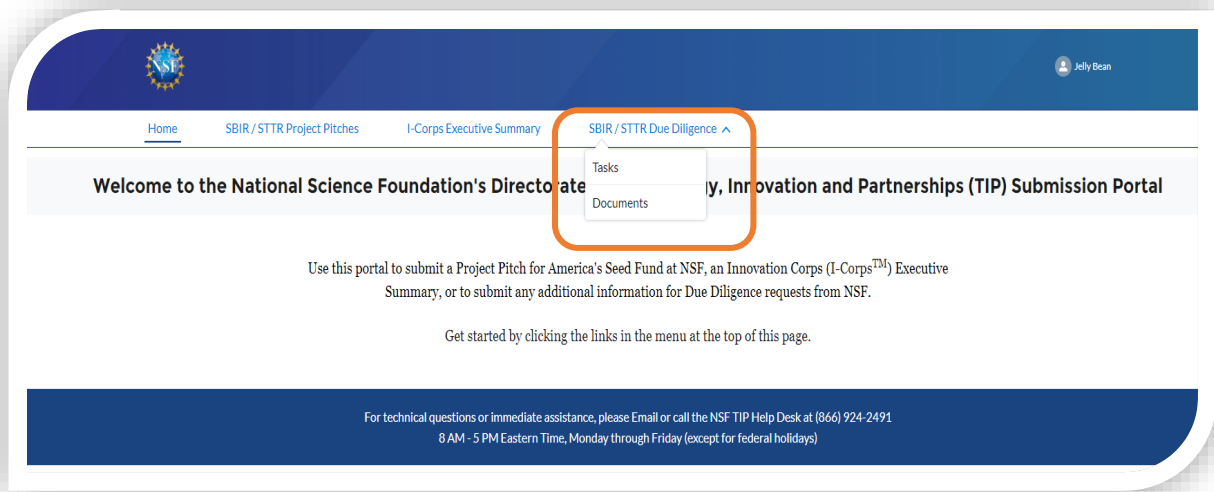 NSF
Jelly Bean
Home SBIR / STTR Project Pitches I-Corps Executive Summary SBIR / STTR Due Diligence
Tasks
Documents
Welcome to the National Science Foundation's Directorate y, Innovation and Partnerships (TIP) Submission Portal
Use this portal to submit a Project Pitch for America's Seed Fund at NSF, an Innovation Corps (I-Corps™) Executive
Summary, or to submit any additional information for Due Diligence requests from NSF.
Get started by clicking the links in the menu at the top of this page.
For technical questions or immediate assistance, please Email or call the NSF TIP Help Desk at (866) 924-2491
8 AM - 5 PM Eastern Time, Monday through Friday (except for federal holidays)